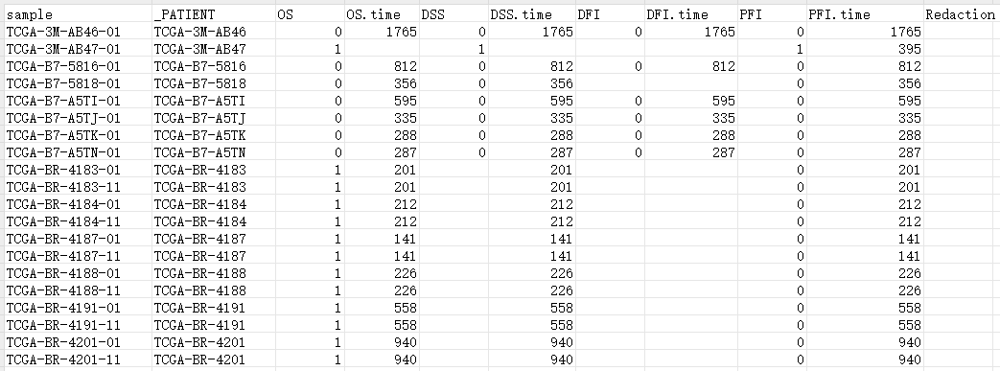 sample _PATIENT OS OS.time DSS DSS.time DFI DFI.time PFI PFI.time Redaction
TCGA-3M-AB46-01 TCGA-3M-AB46 0 1765 0 1765 0 1765 0 1765
TCGA-3M-AB47-01 TCGA-3M-AB47 1 1 1 395
TCGA-B7-5816-01 TCGA-B7-5816 0 812 0 812 0 812 0 812
TCGA-B7-5818-01 TCGA-B7-5818 0 356 0 356 0 356
TCGA-B7-A5TI-01 TCGA-B7-A5TI 0 595 0 595 0 595 0 595
TCGA-B7-A5TJ-01 TCGA-B7-A5TJ 0 335 0 335 0 335 0 335
TCGA-B7-A5TK-01 TCGA-B7-A5TK 0 288 0 288 0 288 0 288
TCGA-B7-A5TN-01 TCGA-B7-A5TN 0 287 0 287 0 287 0 287
TCGA-BR-4183-01 TCGA-BR-4183 1 201 201 0 201
TCGA-BR-4183-11 TCGA-BR-4183 1 201 201 0 201
TCGA-BR-4184-01 TCGA-BR-4184 1 212 212 0 212
TCGA-BR-4184-11 TCGA-BR-4184 1 212 212 0 212
TCGA-BR-4187-01 TCGA-BR-4187 1 141 141 0 141
TCGA-BR-4187-11 TCGA-BR-4187 1 141 141 0 141
TCGA-BR-4188-01 TCGA-BR-4188 1 226 226 0 226
TCGA-BR-4188-11 TCGA-BR-4188 1 226 226 0 226
TCGA-BR-4191-01 TCGA-BR-4191 1 558 558 0 558
TCGA-BR-4191-11 TCGA-BR-4191 1 558 558 0 558
TCGA-BR-4201-01 TCGA-BR-4201 1 940 940 0 940
TCGA-BR-4201-11 TCGA-BR-4201 1 940 940 0 940